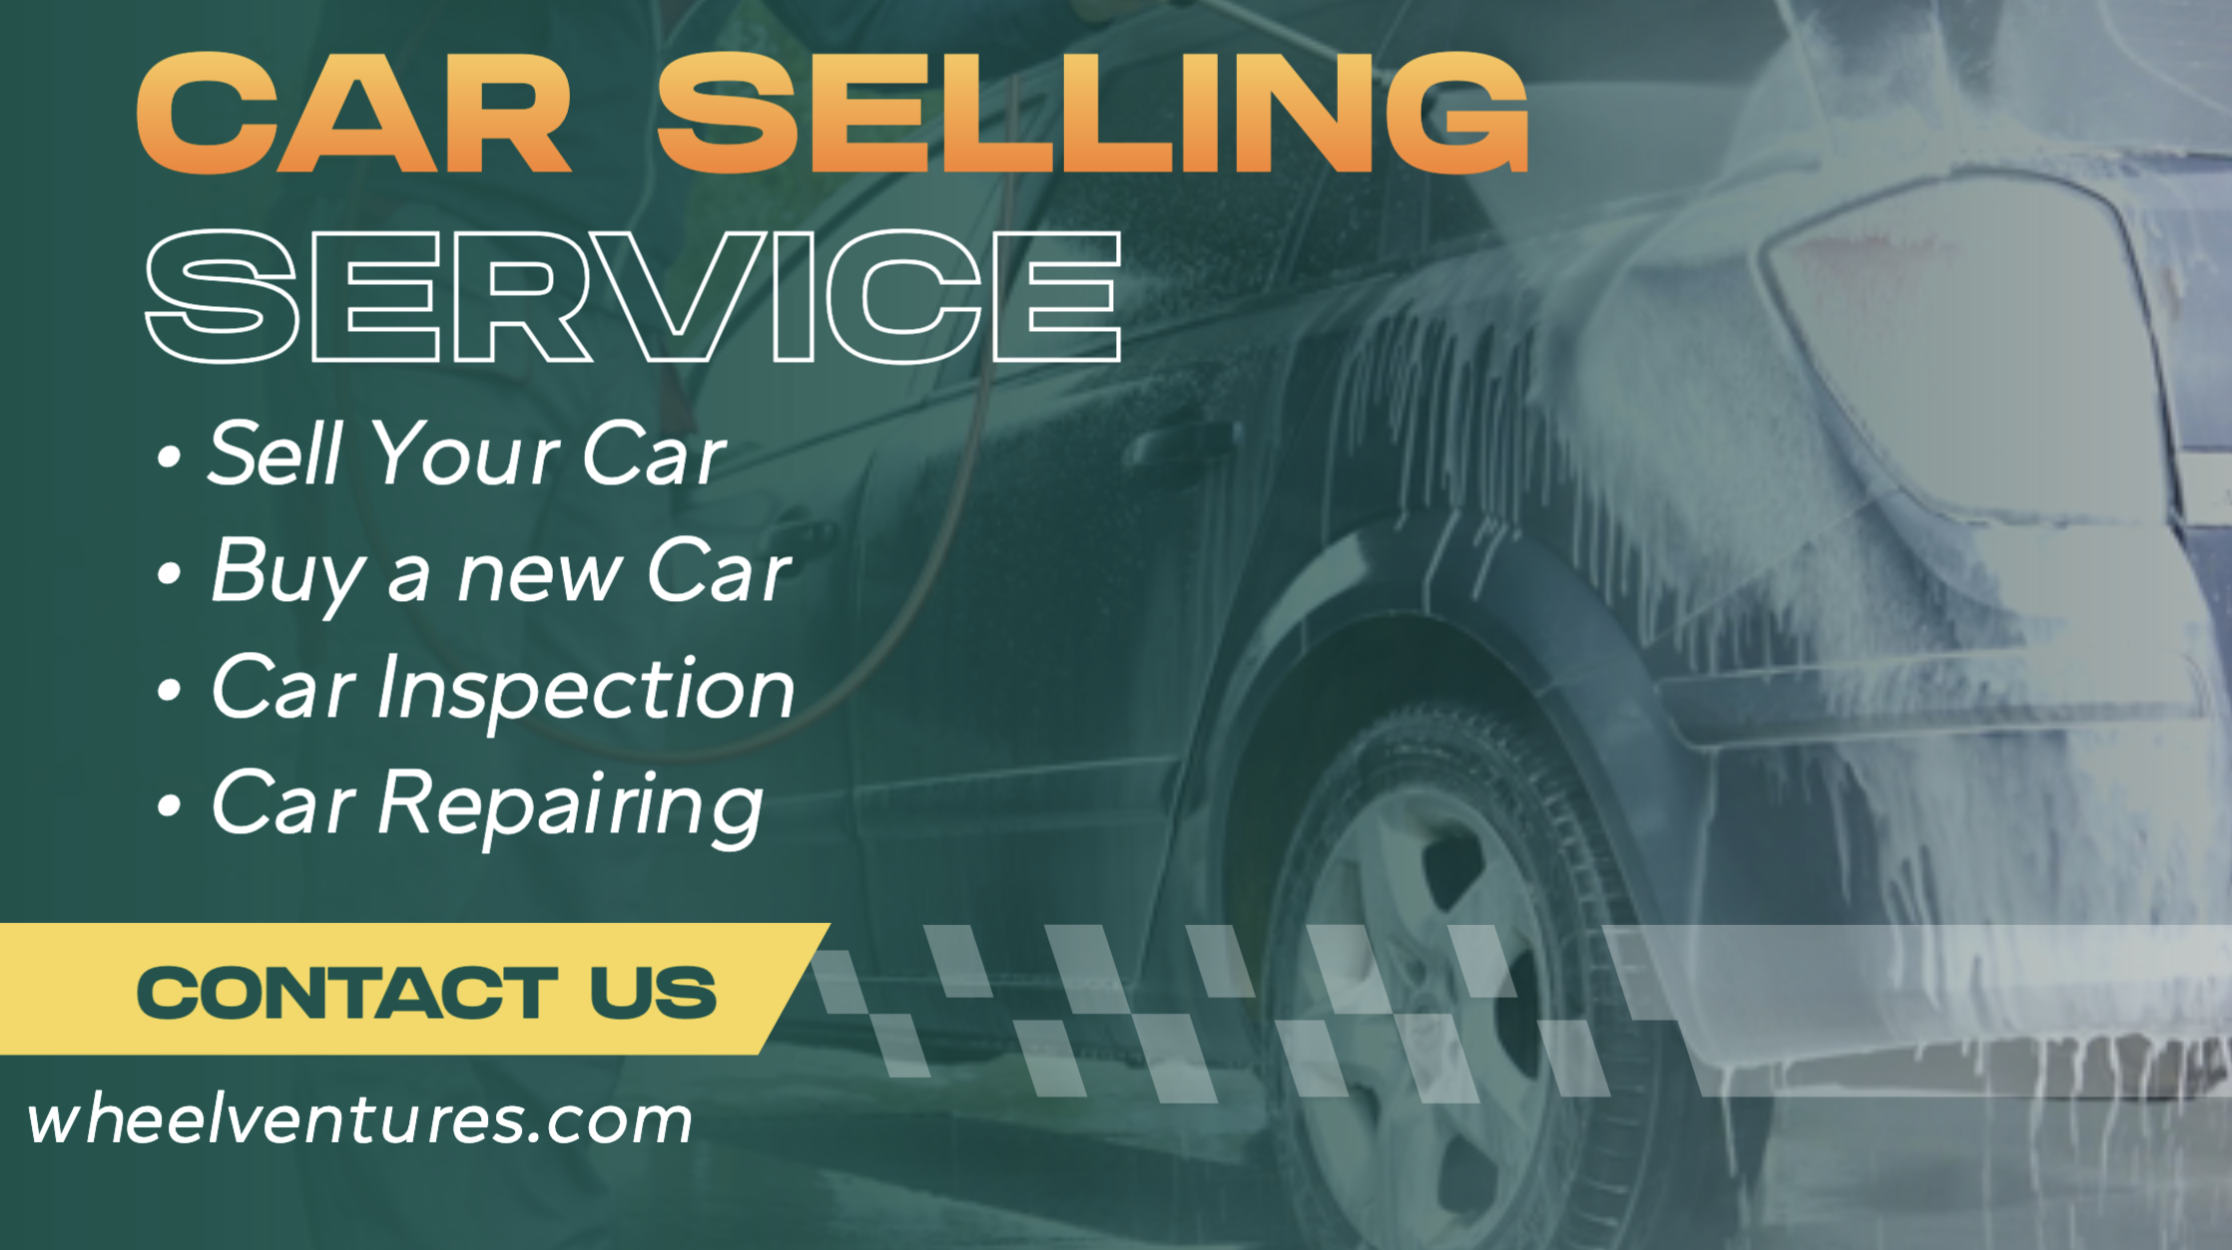 CAR SELLING
SERVICE
• Sell Your Car
• Buy a new Car
• Car Inspection
• Car Repairing
CONTACT US
wheelventures.com